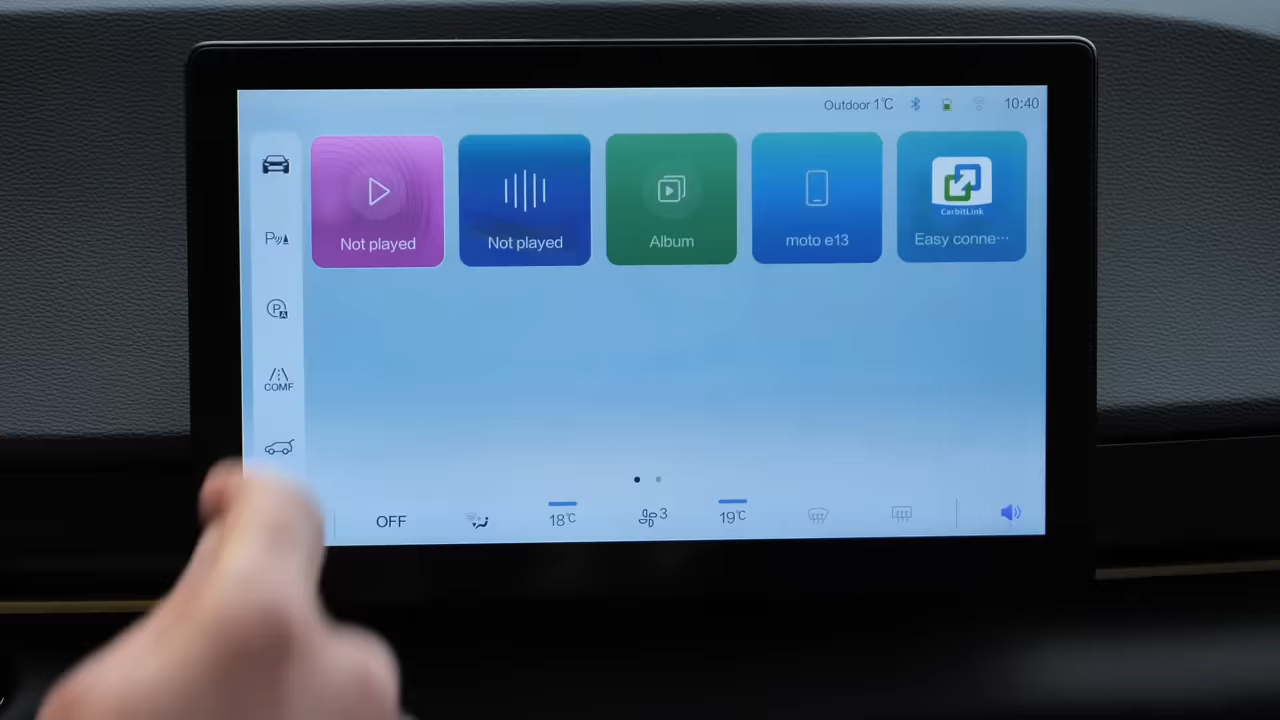 Outdoor 1℃
10:40
Not played
Not played
Album
moto e13
CarbitLink
Easy conne···
P
P
A
COMF
OFF
18℃
3
19℃